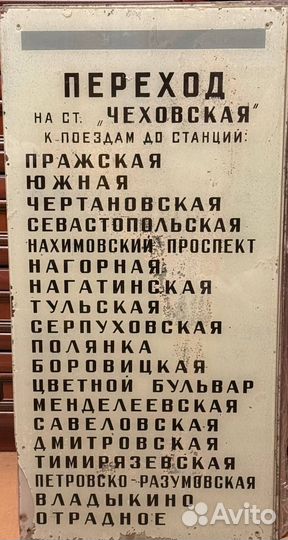 ПЕРЕХОД
НА СТ. „ЧЕХОВСКАЯ"
К ПОЕЗДАМ ДО СТАНЦИЙ:
ПРАЖСКАЯ
ЮЖНАЯ
ЧЕРТАНОВСКАЯ
СЕВАСТОПОЛЬСКАЯ
НАХИМОВСКИЙ ПРОСПЕКТ
НАГОРНАЯ
НАГАТИНСКАЯ
ТУЛЬСКАЯ
СЕРПУХОВСКАЯ
ПОЛЯНКА
БОРОВИЦКАЯ
ЦВЕТНОЙ БУЛЬВАР
МЕНДЕЛЕЕВСКАЯ
САВЕЛОВСКАЯ
ДМИТРОВСКАЯ
ТИМИРЯЗЕВСКАЯ
ПЕТРОВСКО-РАЗУМОВСКАЯ
ВЛАДЫКИНО
ОТРАДНОЕ
Avito